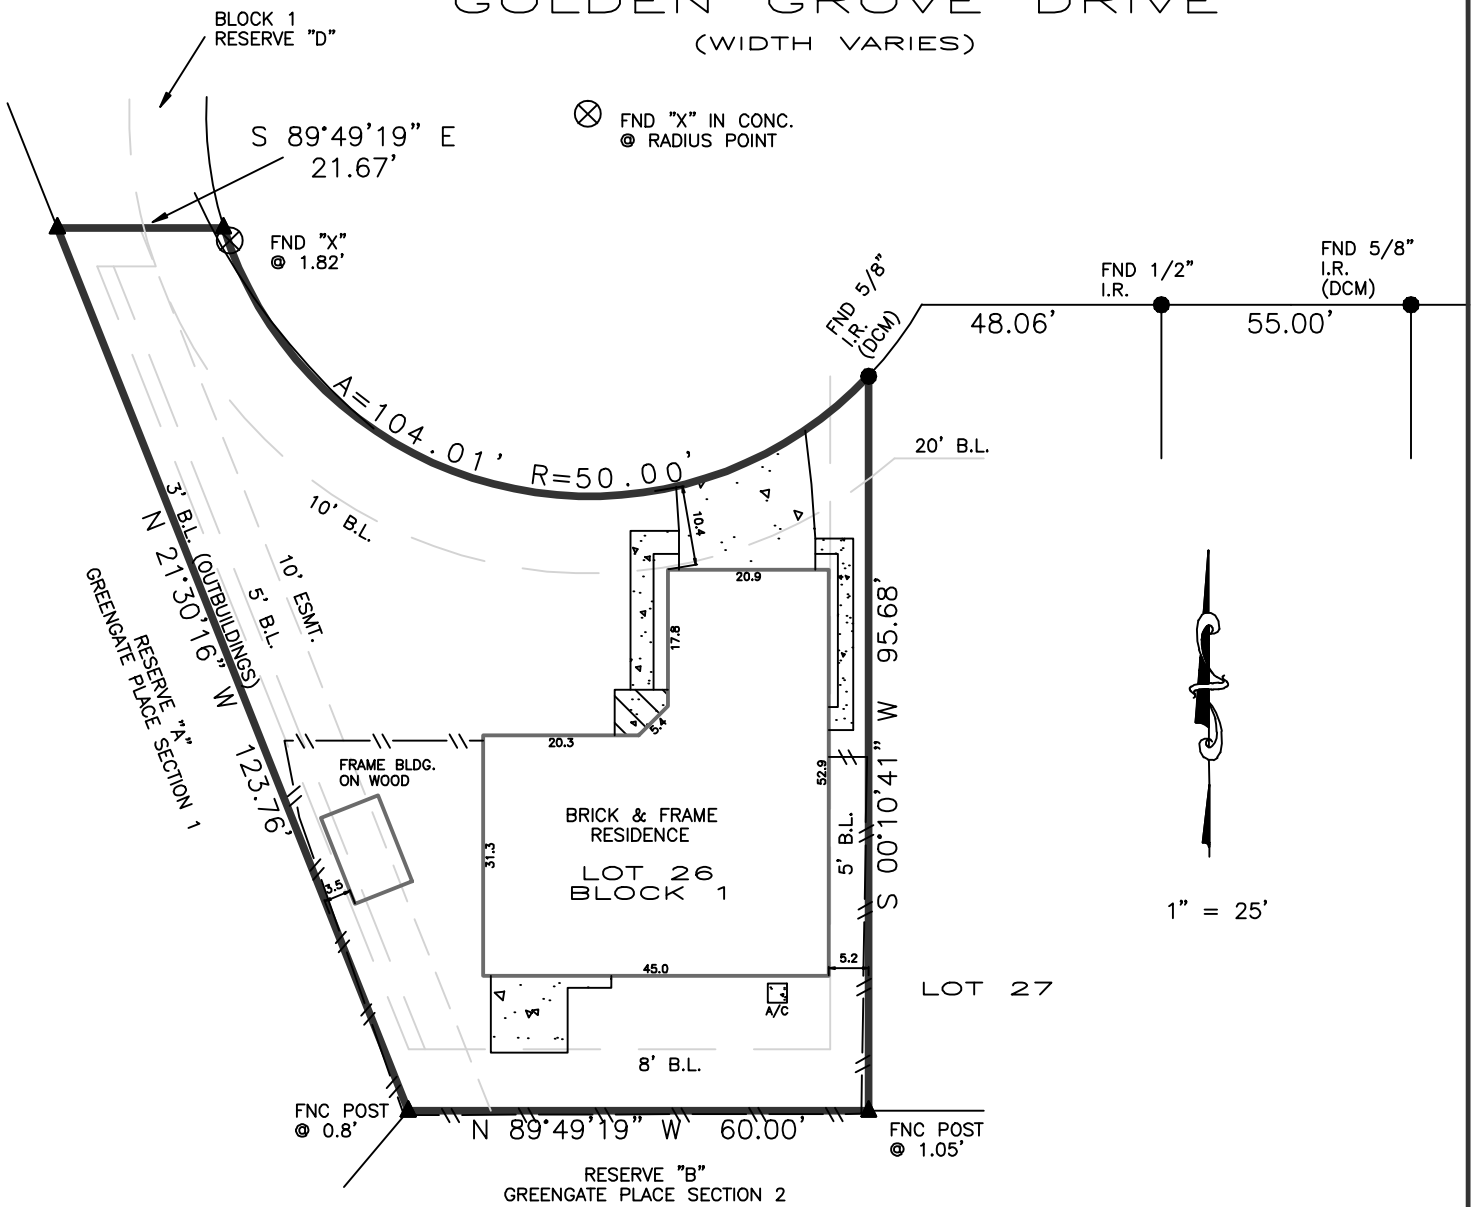 GOLDEN GROVE DRIVE
(WIDTH VARIES)
BLOCK 1
RESERVE "D"
S 89°49'19" E
21.67'
FND "X" IN CONC.
@ RADIUS POINT
FND "X"
@ 1.82'
FND 5/8"
I.R.
(DCM)
FND 1/2"
I.R.
FND 5/8"
I.R.
(DCM)
48.06'
55.00'
A=104.01' R=50.00'
20' B.L.
10' B.L.
3' B.L. (OUTBUILDINGS)
N 21°30'16" W 123.76'
5' B.L.
10' ESMT.
RESERVE "A"
GREENGATE PLACE SECTION 1
10.4
20.9
17.8
5.4
20.3
FRAME BLDG.
ON WOOD
3.5
31.3
BRICK & FRAME
RESIDENCE
LOT 26
BLOCK 1
52.9
5' B.L.
S 00°10'41" W 95.68'
1" = 25'
45.0
5.2
A/C
LOT 27
8' B.L.
FNC POST
@ 0.8'
N 89°49'19" W 60.00'
FNC POST
@ 1.05'
RESERVE "B"
GREENGATE PLACE SECTION 2